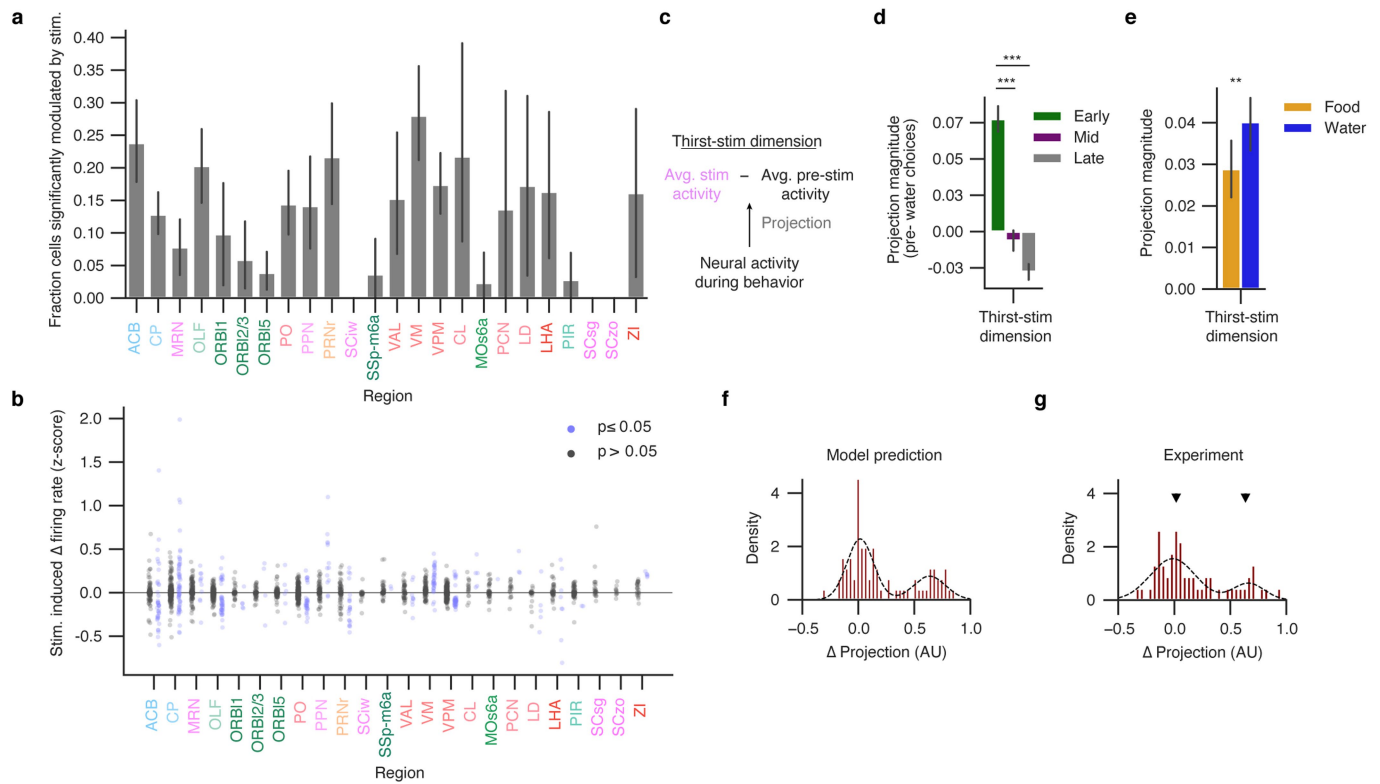 a
Fraction cells significantly modulated by stim.
0.40
0.35
0.30
0.25
0.20
0.15
0.10
0.05
0.00
ACB
CP
MRN
OLF
ORBl1
ORBl2/3
ORBl5
PO
PPN
PRNr
SCiw
SSp-m6a
VAL
VM
VPM
CL
MOs6a
PCN
LD
LHA
PIR
SCsg
SCzo
ZI
Region
c
Thirst-stim dimension
Avg. stim – Avg. pre-stim
activity activity
Projection
Neural activity
during behavior
d
Projection magnitude
(pre- water choices)
***
***
0.07
0.05
0.03
0.00
-0.03
Early
Mid
Late
Thirst-stim
dimension
e
Projection magnitude
**
0.04
0.03
0.02
0.01
0.00
Food
Water
Thirst-stim
dimension
b
Stim. induced Δ firing rate (z-score)
2.0
1.5
1.0
0.5
0.0
-0.5
p≤ 0.05
p > 0.05
ACB
CP
MRN
OLF
ORBl1
ORBl2/3
ORBl5
PO
PPN
PRNr
SCiw
SSp-m6a
VAL
VM
VPM
CL
MOs6a
PCN
LD
LHA
PIR
SCsg
SCzo
ZI
Region
f
Model prediction
Density
4
2
0
−0.5 0.0 0.5 1.0
Δ Projection (AU)
g
Experiment
Density
4
2
0
−0.5 0.0 0.5 1.0
Δ Projection (AU)